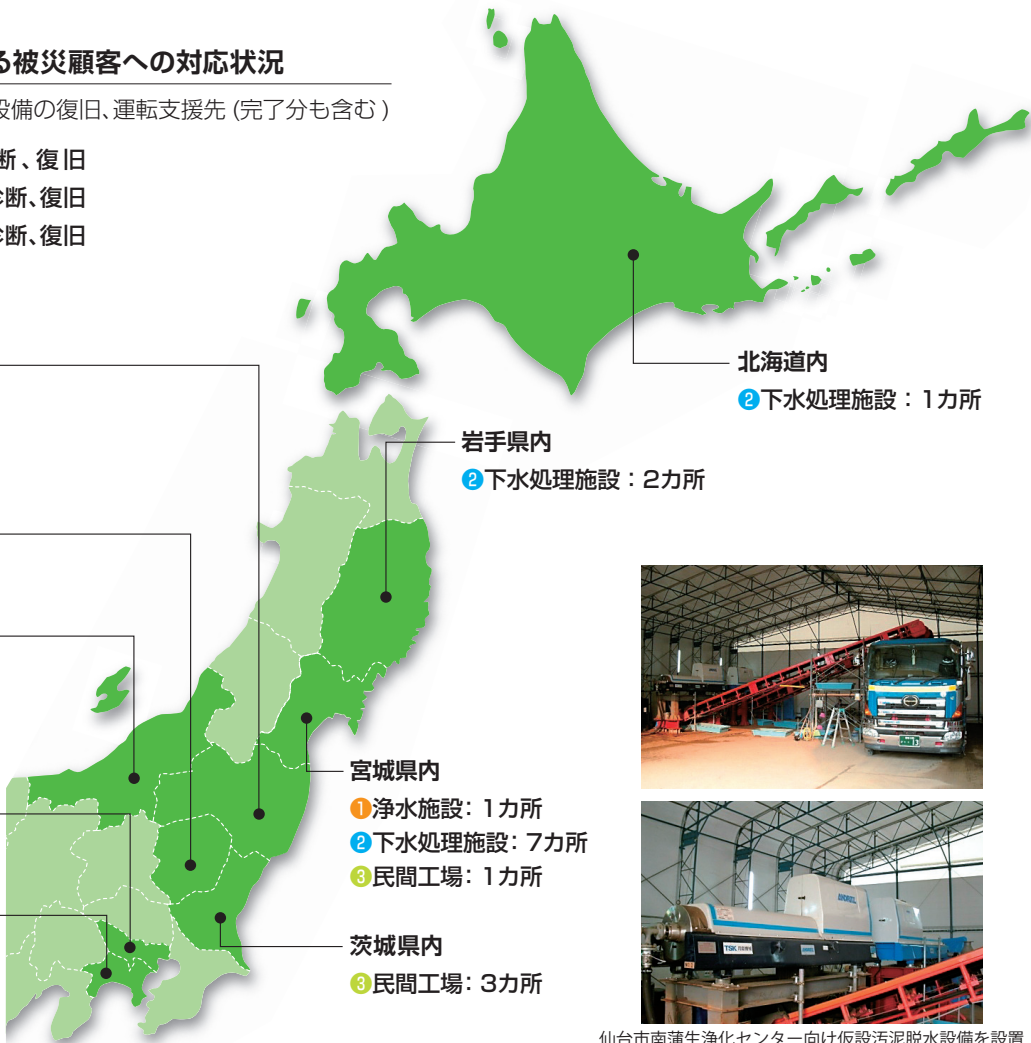 る被災顧客への対応状況
設備の復旧、運転支援先 (完了分も含む )
断、復旧
診断、復旧
診断、復旧
北海道内
❷下水処理施設：1カ所
岩手県内
❷下水処理施設：2カ所
宮城県内
❶浄水施設：1カ所
❷下水処理施設：7カ所
❸民間工場：1カ所
茨城県内
❸民間工場：3カ所
TSK
仙台市南蒲生浄化センター向け仮設汚泥脱水設備を設置